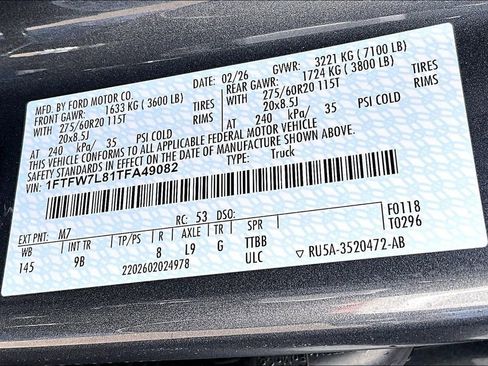 MFD. BY FORD MOTOR CO.
DATE: 02/26 GVWR: 3221 KG ( 7100 LB)
FRONT GAWR: 1633 KG ( 3600 LB) REAR GAWR: 1724 KG ( 3800 LB)
WITH 275/60R20 115T TIRES WITH 275/60R20 115T TIRES
20x8.5J RIMS 20x8.5J RIMS
AT 240 kPa/ 35 PSI COLD AT 240 kPa/ 35 PSI COLD
THIS VEHICLE CONFORMS TO ALL APPLICABLE FEDERAL MOTOR VEHICLE
SAFETY STANDARDS IN EFFECT ON THE DATE OF MANUFACTURE SHOWN ABOVE.
1FTFW7L81TFA49082 TYPE: Truck
F0118
T0296
EXT PNT: M7 RC: 53 DSO:
WB INT TR TP/PS R AXLE TR SPR
145 9B 8 L9 G TTBB
2202602024978 ULC
▽ RU5A-3520472-AB